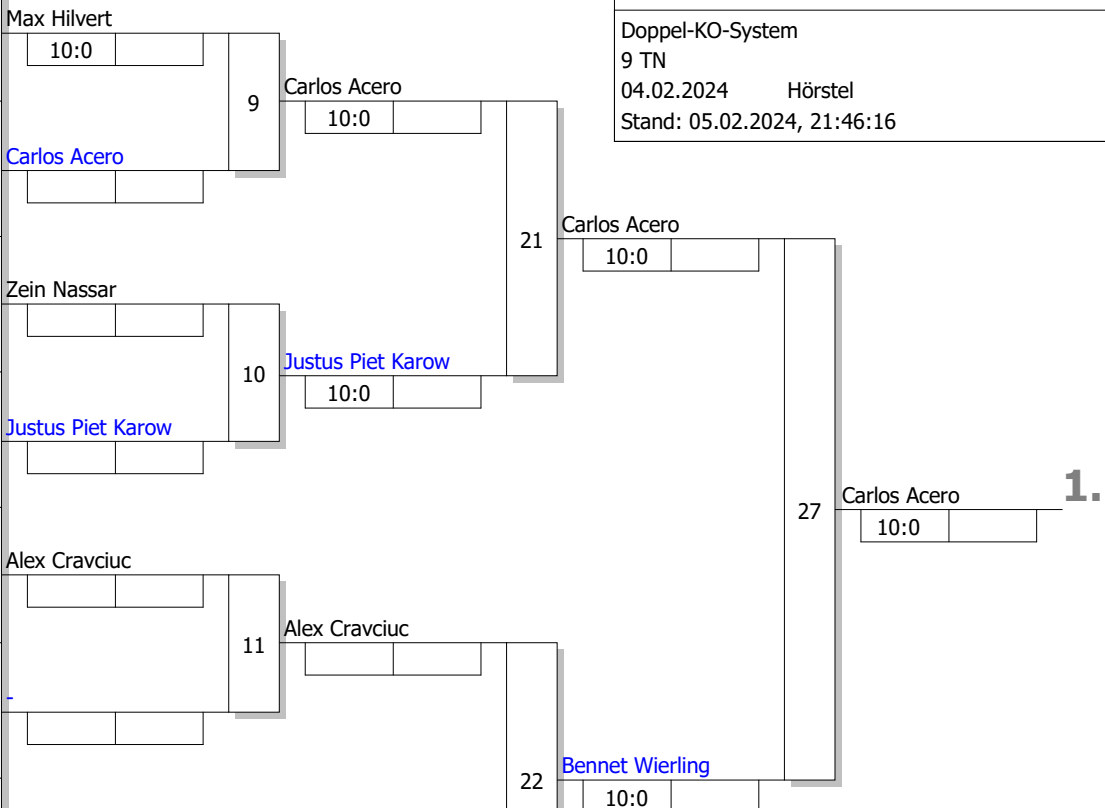 Max Hilvert
10:0
9
Carlos Acero
Carlos Acero
10:0
Doppel-KO-System
9 TN
04.02.2024 Hörstel
Stand: 05.02.2024, 21:46:16
21
Carlos Acero
10:0
Zein Nassar
10
Justus Piet Karow
10:0
Justus Piet Karow
27
Carlos Acero
10:0
1.
Alex Cravciuc
11
Alex Cravciuc
-
22
Bennet Wierling
10:0